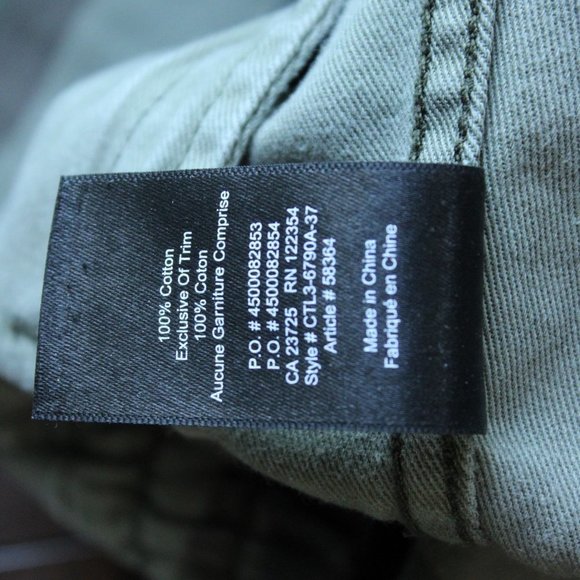 100% Cotton
Exclusive Of Trim
100% Coton
Aucune Garniture Comprise
P.O. # 4500082853
P.O. # 4500082854
CA 23725 RN 122354
Style # CTL3-6790A-37
Article # 58364
Made in China
Fabriqué en Chine